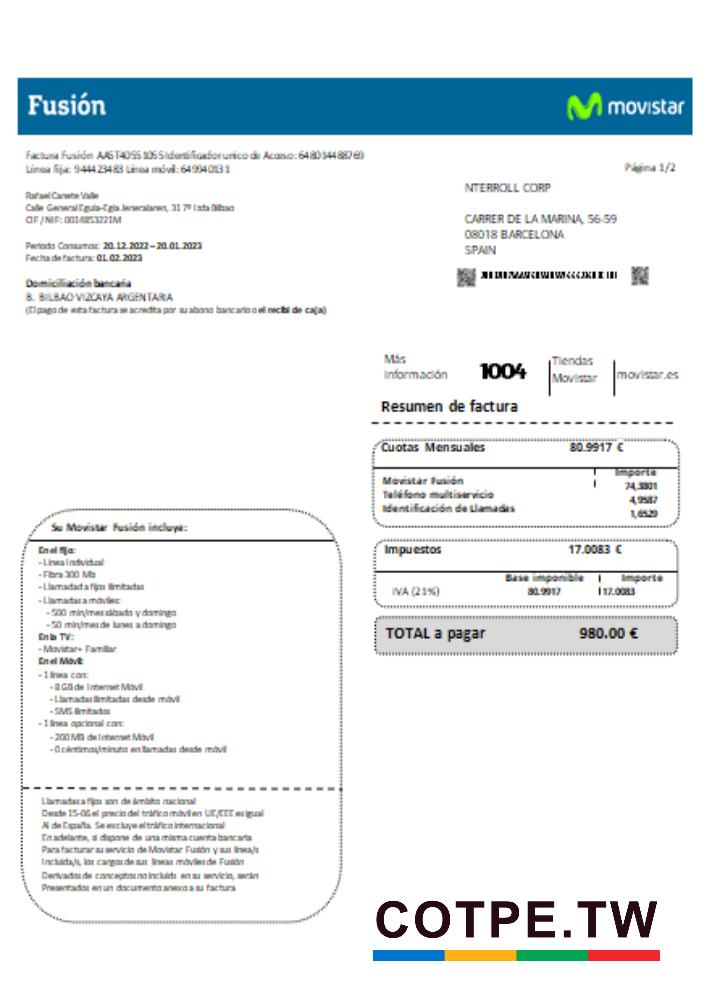 Fusión
movistar
Factura Fusión AA5T40551055 Identificador unico de Acceso: 648014488769
Línea fija: 944423483 Línea móvil: 649940131
Página 1/2
NTERROLL CORP
Rafael Canete Valle
Calle General Eguia-Egia Jeneralaren, 31 7º Izda Bilbao
CIF / NIF: 0014853221M
CARRER DE LA MARINA, 56-59
08018 BARCELONA
SPAIN
Periodo Consumos: 20.12.2022 – 20.01.2023
Fecha de factura: 01.02.2023
Domiciliación bancaria
B. BILBAO VIZCAYA ARGENTARIA
(El pago de esta factura se acredita por su abono bancario o el recibí de caja)
Más Información
1004
Tiendas Movistar
movistar.es
Resumen de factura
Cuotas Mensuales 80.9917 €
Importe
Movistar Fusión 74,3801
Teléfono multiservicio 4,9587
Identificación de Llamadas 1,6529
Impuestos 17.0083 €
Base imponible Importe
IVA (21%) 80.9917 17.0083
TOTAL a pagar 980.00 €
Su Movistar Fusión incluye:
En el fijo:
- Línea Individual
- Fibra 300 Mb
- Llamadad a fijos ilimitadas
- Llamadas a móviles:
- 500 min/mes sábado y domingo
- 50 min/mes de lunes a domingo
En la TV:
- Movistar+ Familiar
En el Móvil:
- 1 línea con:
- 8 GB de Internet Móvil
- Llamadas ilimitadas desde móvil
- SMS ilimitados
- 1 línea opcional con:
- 200 MB de Internet Móvil
- 0 céntimos/minuto en llamadas desde móvil
Llamadas a fijos son de ámbito nacional
Desde 15-06 el precio del tráfico móvil en UE/EEE es igual
Al de España. Se excluye el tráfico internacional
En adelante, si dispone de una misma cuenta bancaria
Para facturar su servicio de Movistar Fusión y sus línea/s
Incluida/s, los cargos de sus líneas móviles de Fusión
Derivados de conceptos no incluids en su servicio, serán
Presentados en un documento anexo a su factura
COTPE.TW